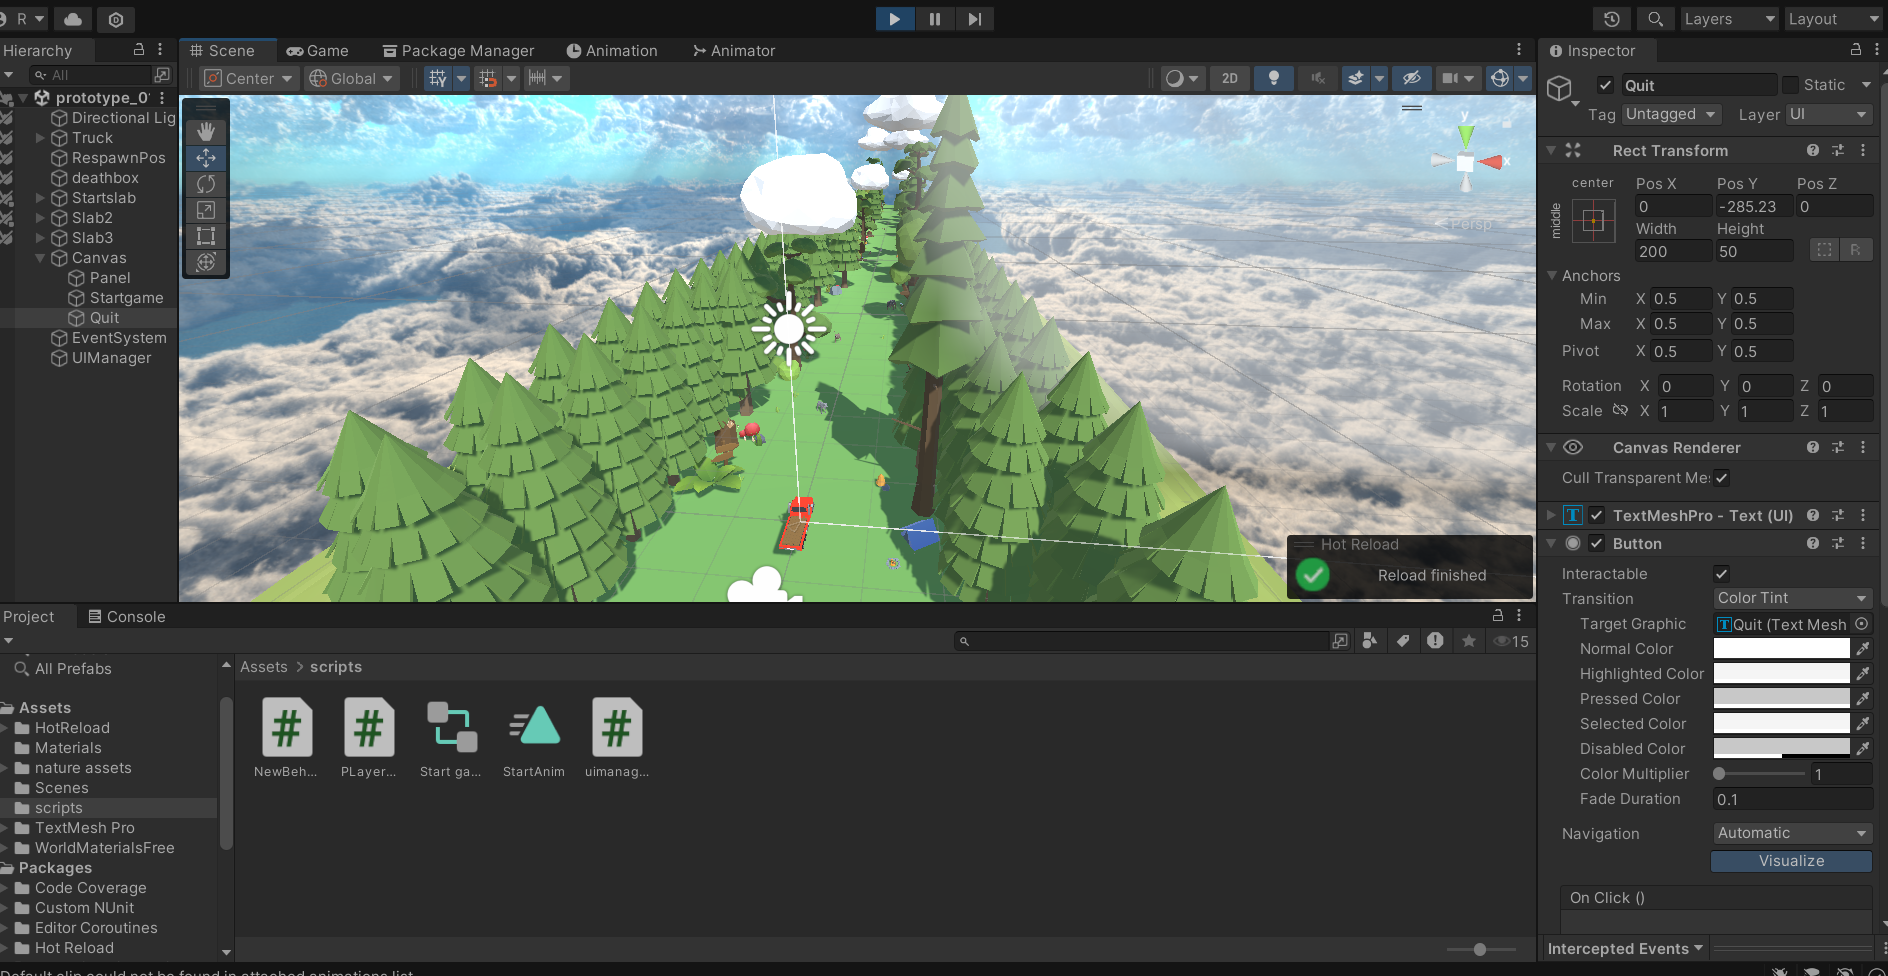 R
Layers
Layout
Hierarchy
Scene
Game
Package Manager
Animation
Animator
Inspector
All
Center
Global
2D
prototype_0
Directional Lig
Truck
RespawnPos
deathbox
Startslab
Slab2
Slab3
Canvas
Panel
Startgame
Quit
EventSystem
UIManager
y
x
Persp
Hot Reload
Reload finished
Quit
Static
Tag Untagged Layer UI
Rect Transform
center Pos X Pos Y Pos Z
middle
0 -285.23 0
Width Height
200 50 R
Anchors
Min X 0.5 Y 0.5
Max X 0.5 Y 0.5
Pivot X 0.5 Y 0.5
Rotation X 0 Y 0 Z 0
Scale X 1 Y 1 Z 1
Canvas Renderer
Cull Transparent Me
TextMeshPro - Text (UI)
Button
Interactable
Transition Color Tint
Target Graphic Quit (Text Mesh
Normal Color
Highlighted Color
Pressed Color
Selected Color
Disabled Color
Color Multiplier 1
Fade Duration 0.1
Navigation Automatic
Visualize
On Click ()
Intercepted Events
Project
Console
15
All Prefabs
Assets
HotReload
Materials
nature assets
Scenes
scripts
TextMesh Pro
WorldMaterialsFree
Packages
Code Coverage
Custom NUnit
Editor Coroutines
Hot Reload
Assets > scripts
NewBeh...
PLayer...
Start ga...
StartAnim
uimanag...
Default clip could not be found in attached animations list.